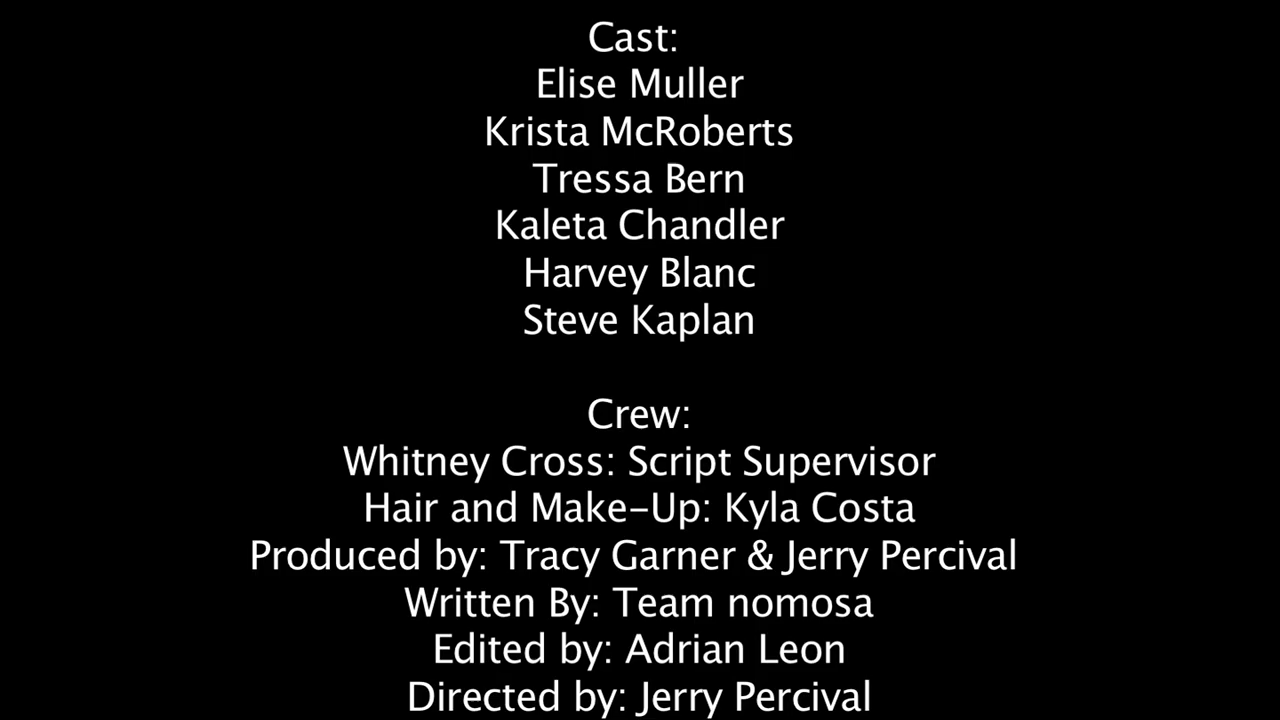 Cast:
Elise Muller
Krista McRoberts
Tressa Bern
Kaleta Chandler
Harvey Blanc
Steve Kaplan
Crew:
Whitney Cross: Script Supervisor
Hair and Make-Up: Kyla Costa
Produced by: Tracy Garner & Jerry Percival
Written By: Team nomosa
Edited by: Adrian Leon
Directed by: Jerry Percival